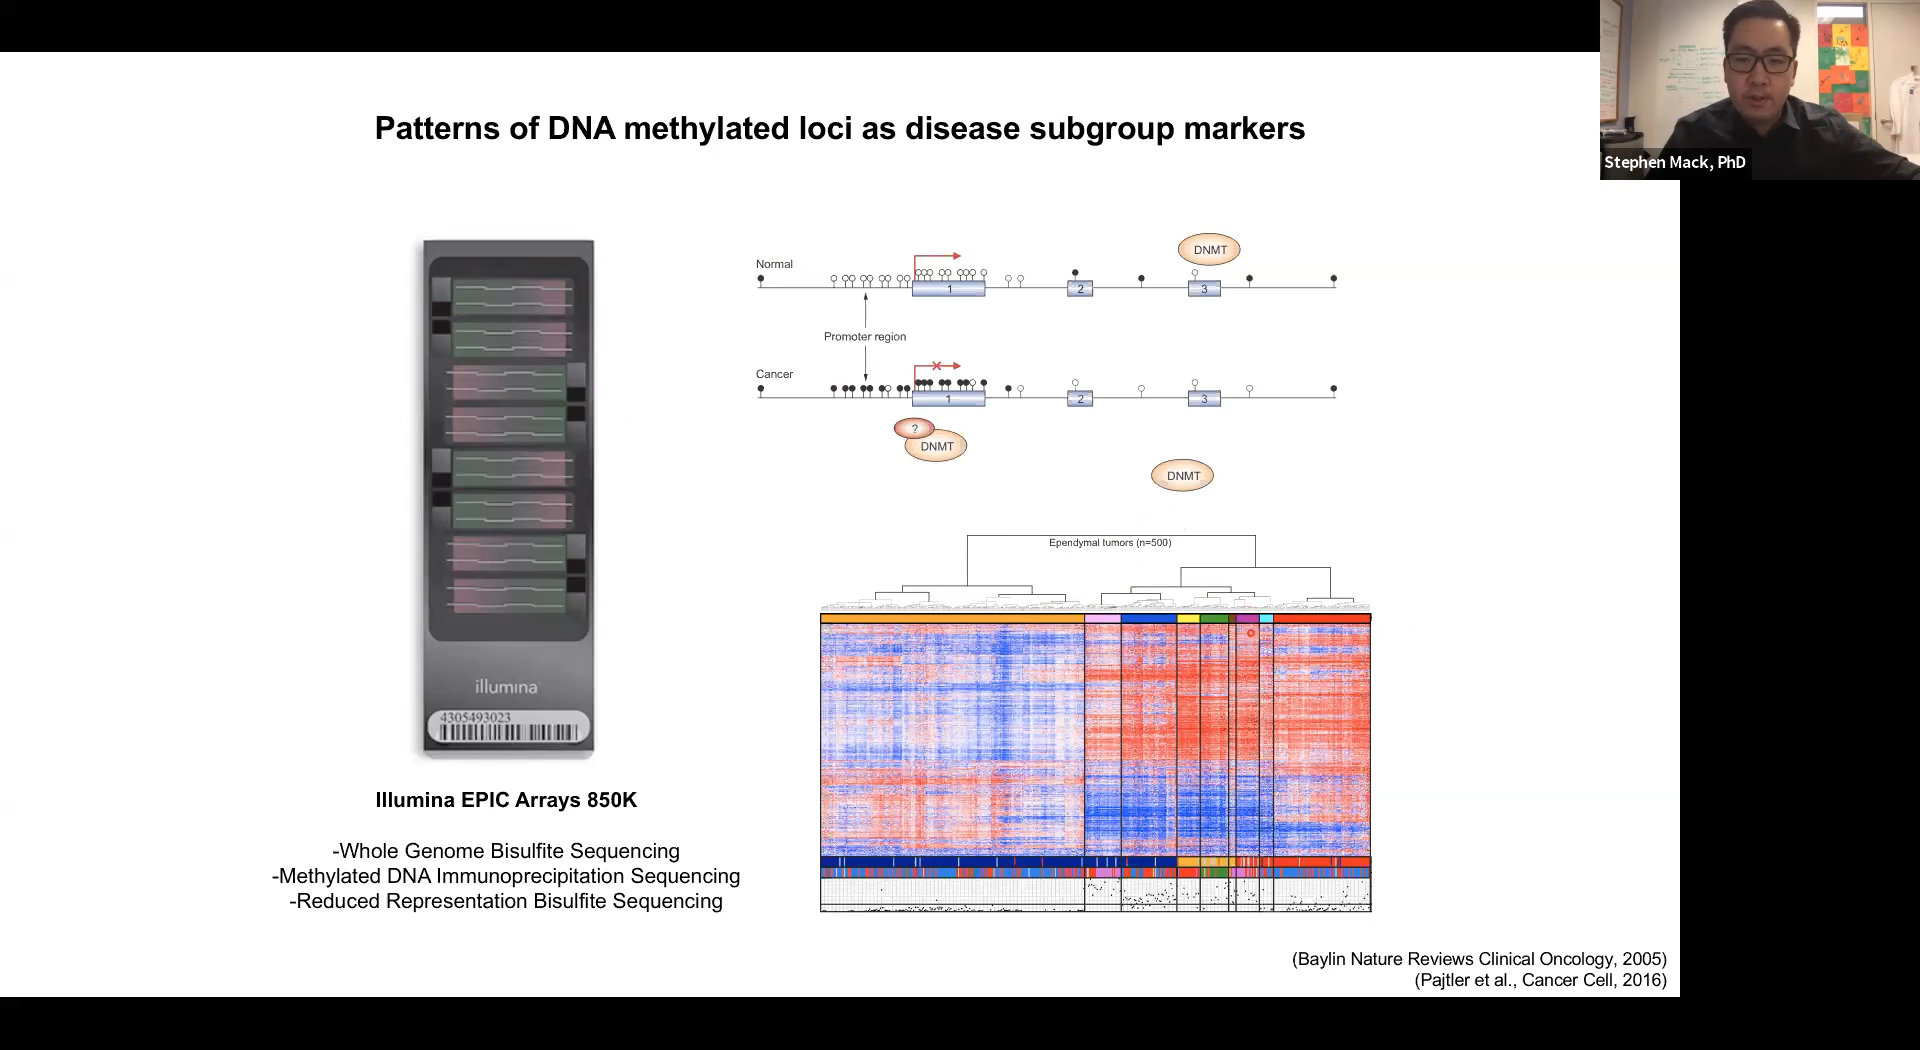 Patterns of DNA methylated loci as disease subgroup markers
Stephen Mack, PhD
Normal
DNMT
1
2
3
Promoter region
Cancer
1
2
3
?
DNMT
DNMT
Ependymal tumors (n=500)
illumina
4305493023
Illumina EPIC Arrays 850K
-Whole Genome Bisulfite Sequencing
-Methylated DNA Immunoprecipitation Sequencing
-Reduced Representation Bisulfite Sequencing
(Baylin Nature Reviews Clinical Oncology, 2005)
(Pajtler et al., Cancer Cell, 2016)